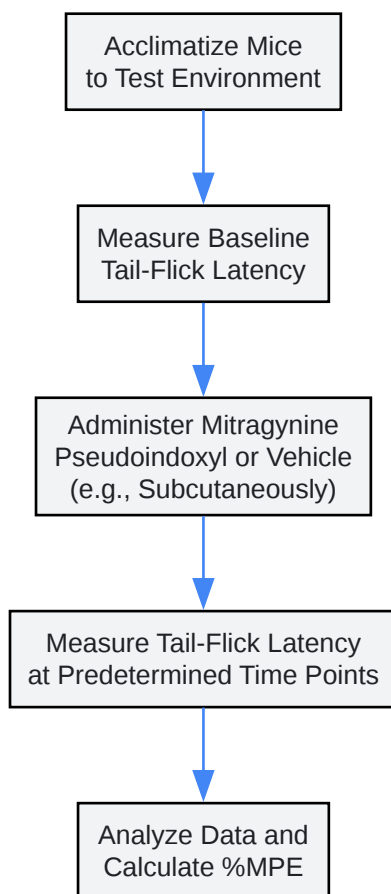 Acclimatize Mice
to Test Environment
Measure Baseline
Tail-Flick Latency
Administer Mitragynine
Pseudoindoxyl or Vehicle
(e.g., Subcutaneously)
Measure Tail-Flick Latency
at Predetermined Time Points
Analyze Data and
Calculate %MPE